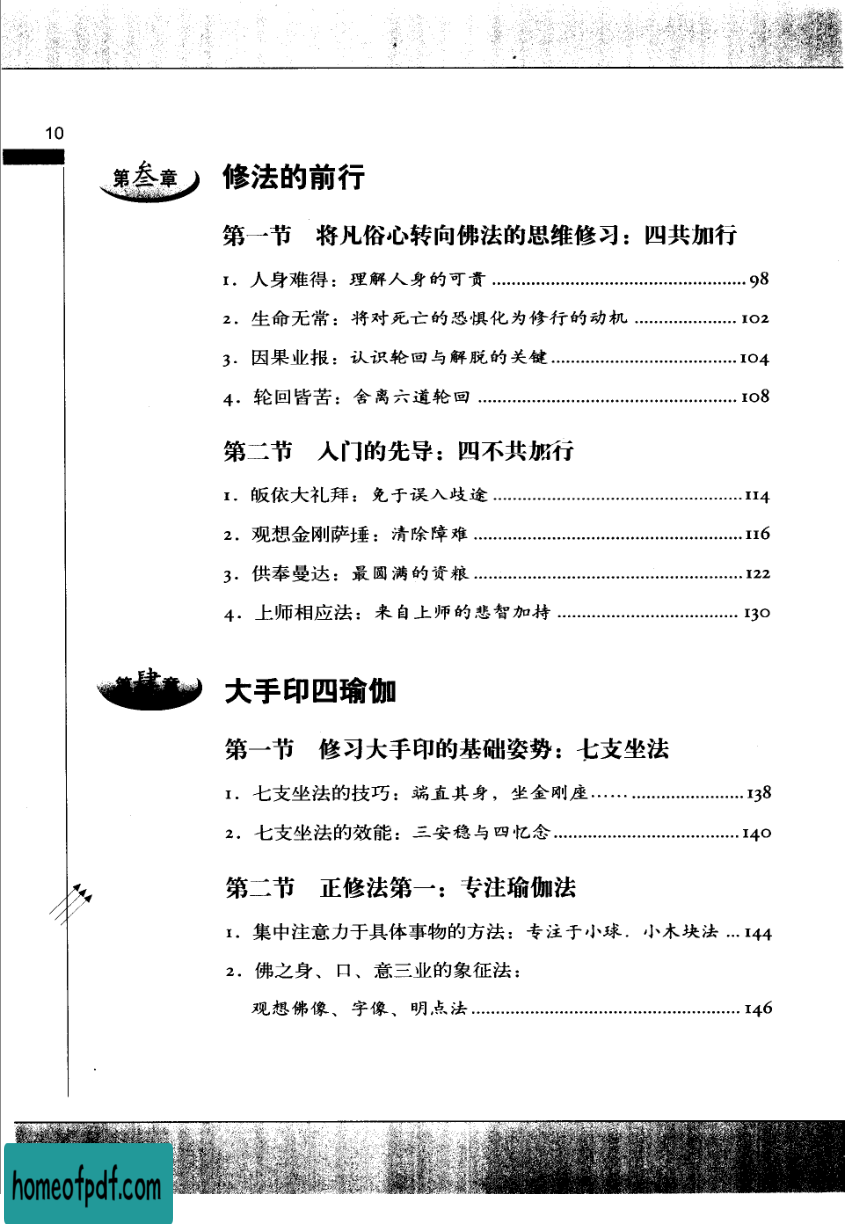 10
第叁章 修法的前行
第一节 将凡俗心转向佛法的思维修习：四共加行
1. 人身难得：理解人身的可贵 .................................................... 98
2. 生命无常：将对死亡的恐惧化为修行的动机 ..................... 102
3. 因果业报：认识轮回与解脱的关键 ...................................... 104
4. 轮回皆苦：舍离六道轮回 ..................................................... 108
第二节 入门的先导：四不共加行
1. 皈依大礼拜：免于误入歧途 ................................................... 114
2. 观想金刚萨埵：清除障难 ....................................................... 116
3. 供奉曼达：最圆满的资粮 ....................................................... 122
4. 上师相应法：来自上师的悲智加持 ..................................... 130
第肆章 大手印四瑜伽
第一节 修习大手印的基础姿势：七支坐法
1. 七支坐法的技巧：端直其身，坐金刚座…… ....................... 138
2. 七支坐法的效能：三安稳与四忆念 ...................................... 140
第二节 正修法第一：专注瑜伽法
1. 集中注意力于具体事物的方法：专注于小球．小木块法 ... 144
2. 佛之身、口、意三业的象征法：
观想佛像、字像、明点法 ....................................................... 146
homeofpdf.com